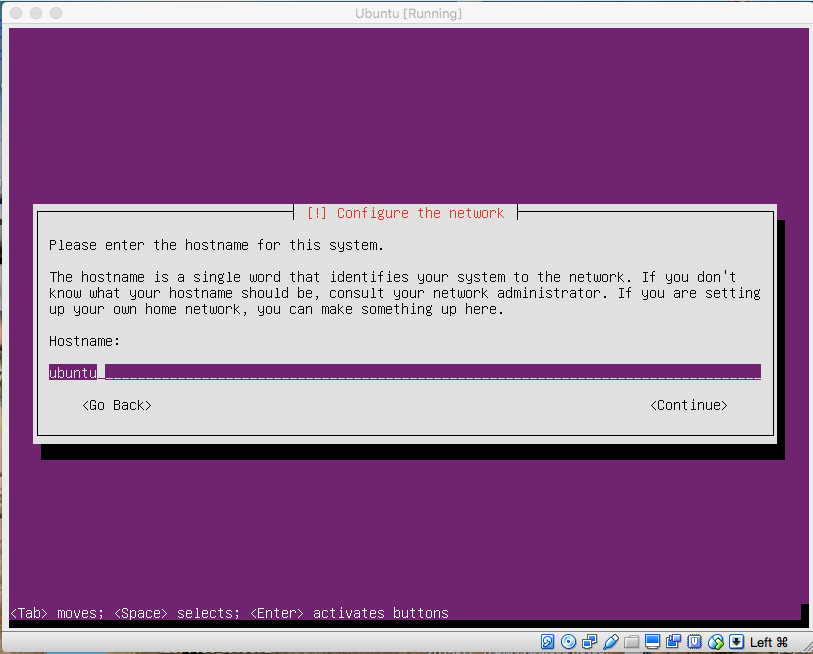 Ubuntu [Running]
[!] Configure the network
Please enter the hostname for this system.
The hostname is a single word that identifies your system to the network. If you don't
know what your hostname should be, consult your network administrator. If you are setting
up your own home network, you can make something up here.
Hostname:
ubuntu
<Go Back> <Continue>
<Tab> moves; <Space> selects; <Enter> activates buttons
Left ⌘